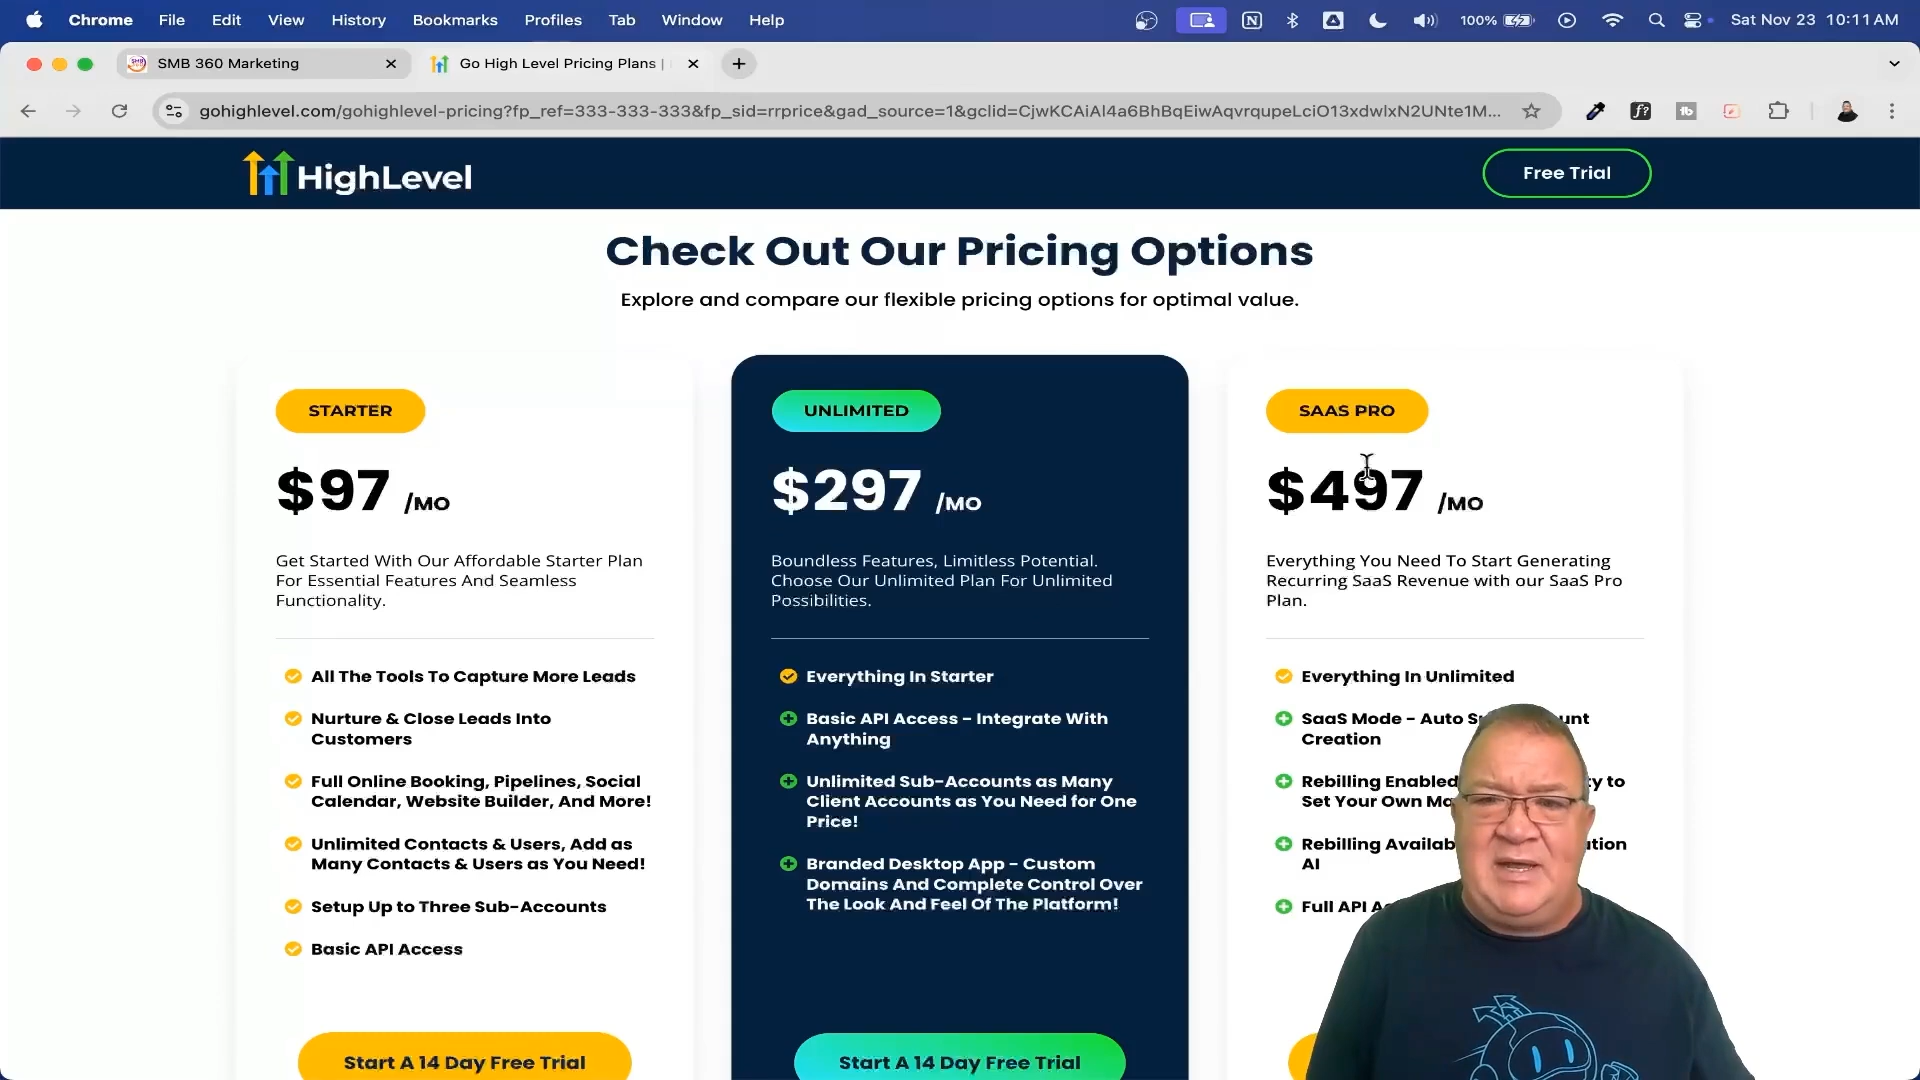 Chrome File Edit View History Bookmarks Profiles Tab Window Help 100% Sat Nov 23 10:11 AM
SMB 360 Marketing
Go High Level Pricing Plans |
gohighlevel.com/gohighlevel-pricing?fp_ref=333-333-333&fp_sid=rrprice&gad_source=1&gclid=CjwKCAiAl4a6BhBqEiwAqvrqupeLciO13xdwlxN2UNte1M...
HighLevel
Free Trial
Check Out Our Pricing Options
Explore and compare our flexible pricing options for optimal value.
STARTER
$97 /MO
Get Started With Our Affordable Starter Plan
For Essential Features And Seamless
Functionality.
All The Tools To Capture More Leads
Nurture & Close Leads Into
Customers
Full Online Booking, Pipelines, Social
Calendar, Website Builder, And More!
Unlimited Contacts & Users, Add as
Many Contacts & Users as You Need!
Setup Up to Three Sub-Accounts
Basic API Access
Start A 14 Day Free Trial
UNLIMITED
$297 /MO
Boundless Features, Limitless Potential.
Choose Our Unlimited Plan For Unlimited
Possibilities.
Everything In Starter
Basic API Access - Integrate With
Anything
Unlimited Sub-Accounts as Many
Client Accounts as You Need for One
Price!
Branded Desktop App - Custom
Domains And Complete Control Over
The Look And Feel Of The Platform!
Start A 14 Day Free Trial
SAAS PRO
$497 /MO
Everything You Need To Start Generating
Recurring SaaS Revenue with our SaaS Pro
Plan.
Everything In Unlimited
SaaS Mode - Auto
Creation
Rebilling Enabled to
Set Your Own
Rebilling
AI
Full API